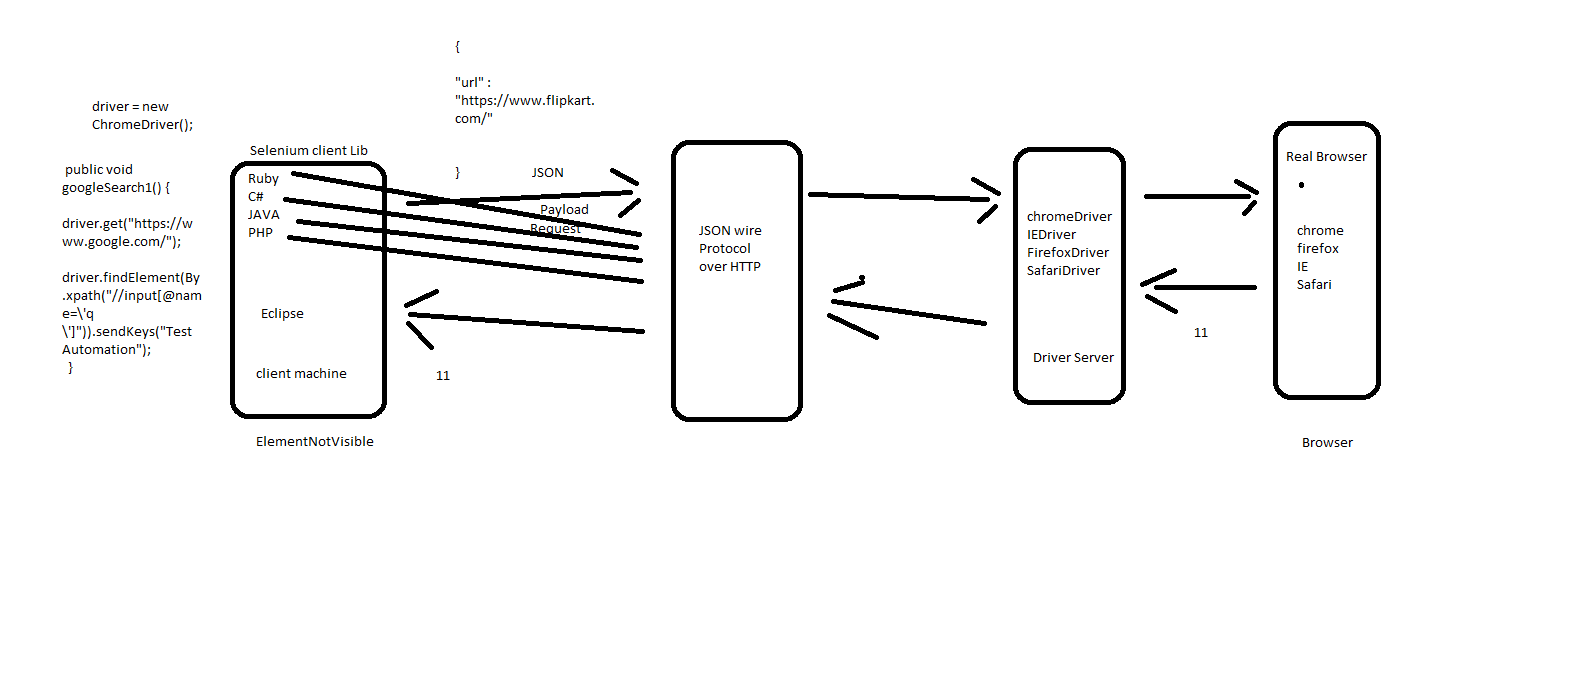 {
"url" :
"https://www.flipkart.
com/"
}
driver = new
ChromeDriver();
public void
googleSearch1() {
driver.get("https://w
ww.google.com/");
driver.findElement(By
.xpath("//input[@nam
e=\'q
\']")).sendKeys("Test
Automation");
}
Selenium client Lib
Ruby
C#
JAVA
PHP
Eclipse
client machine
ElementNotVisible
JSON
Payload
Request
11
JSON wire
Protocol
over HTTP
chromeDriver
IEDriver
FirefoxDriver
SafariDriver
Driver Server
11
Real Browser
chrome
firefox
IE
Safari
Browser